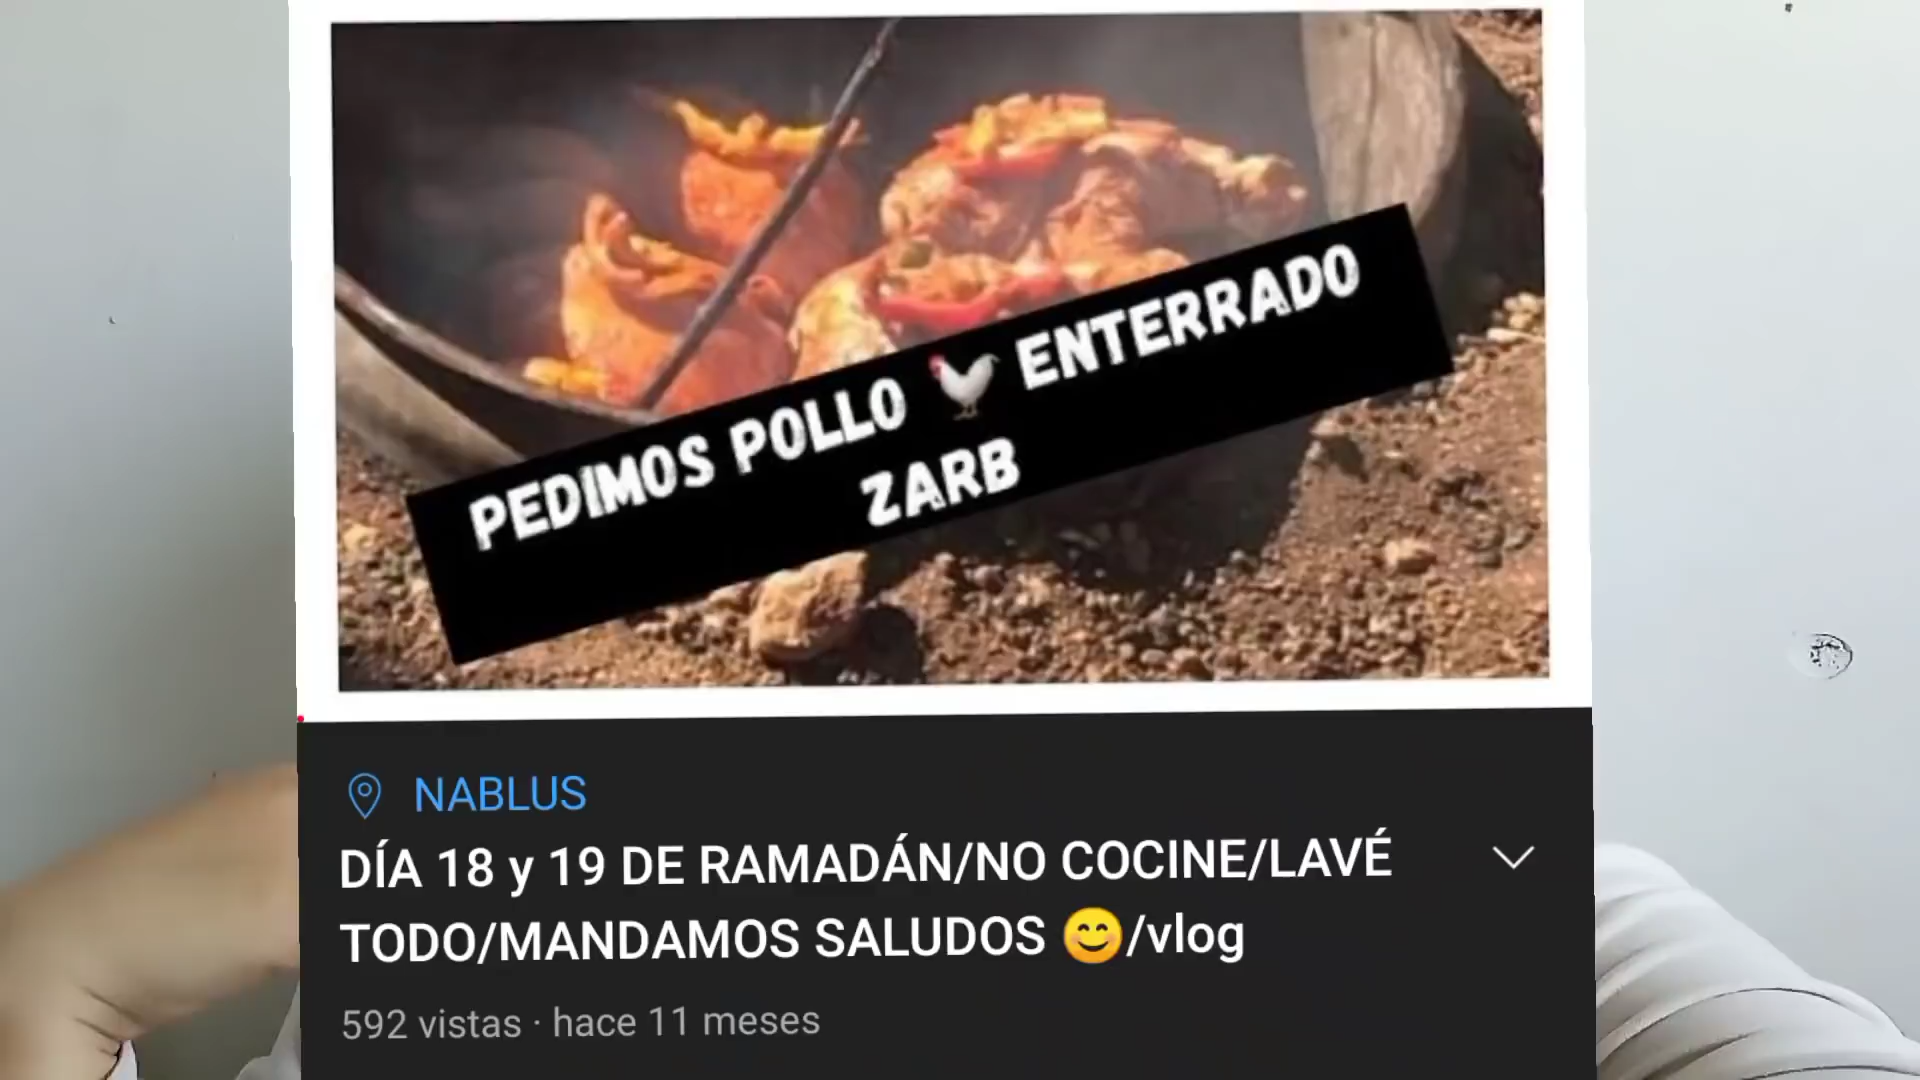 PEDIMOS POLLO 🐓 ENTERRADO
ZARB
NABLUS
DÍA 18 y 19 DE RAMADÁN/NO COCINE/LAVÉ
TODO/MANDAMOS SALUDOS 😊/vlog
592 vistas · hace 11 meses